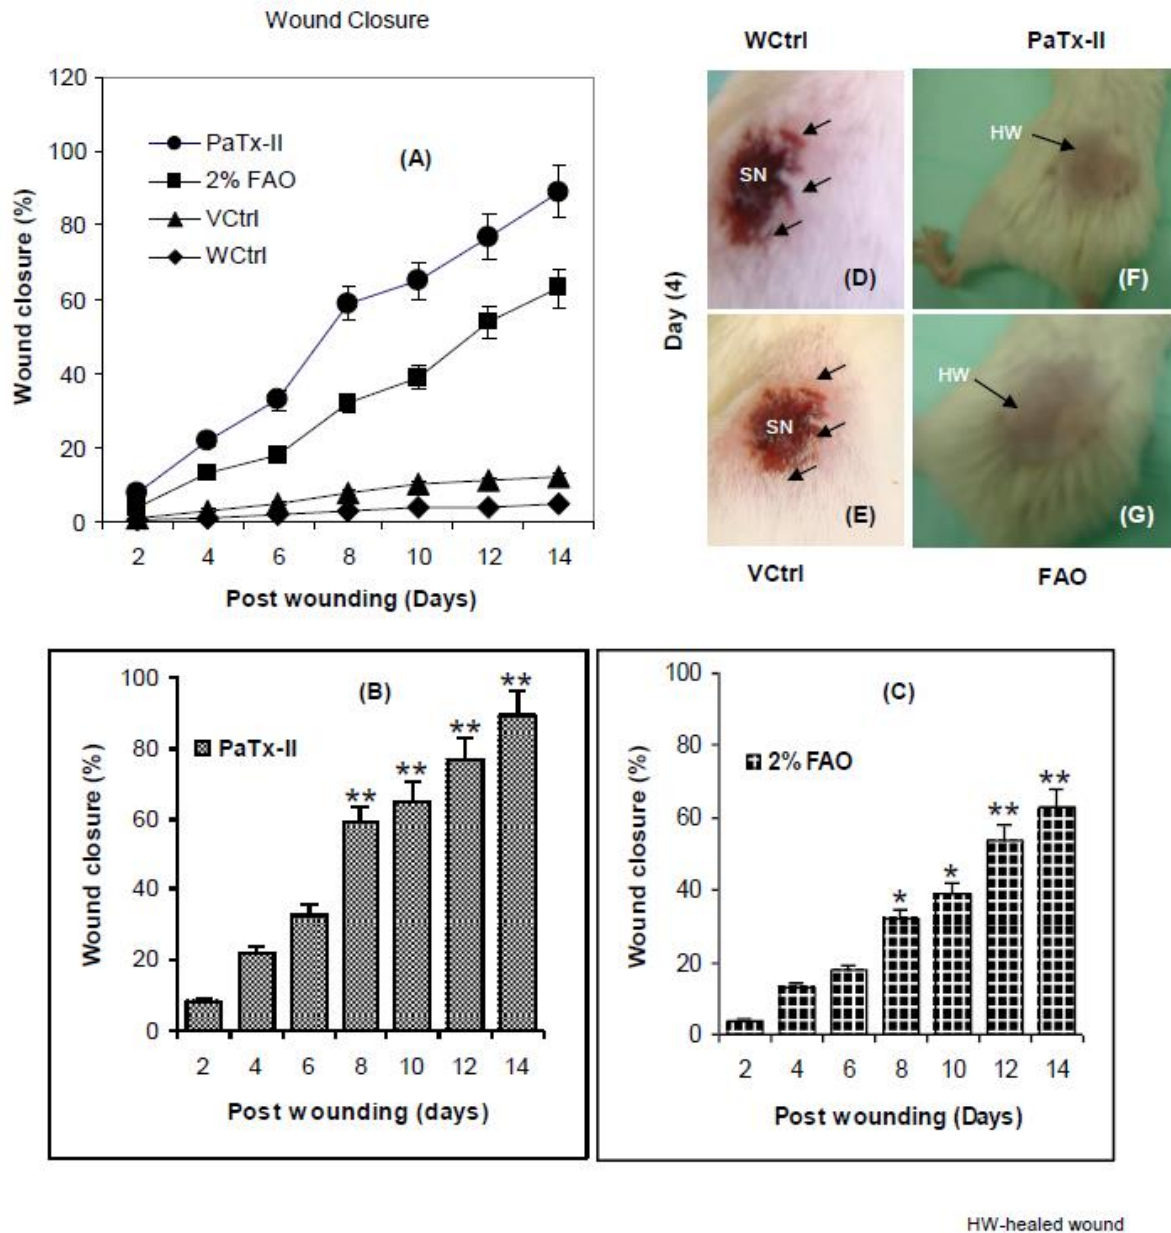 Wound Closure
120
100
80
60
40
20
0
Wound closure (%)
PaTx-II
2% FAO
VCtrl
WCtrl
(A)
2 4 6 8 10 12 14
Post wounding (Days)
WCtrl PaTx-II
Day (4)
SN
(D)
HW
(F)
SN
(E)
HW
(G)
VCtrl FAO
100
80
60
40
20
0
Wound closure (%)
(B)
PaTx-II
** ** ** **
2 4 6 8 10 12 14
Post wounding (days)
100
80
60
40
20
0
Wound closure (%)
(C)
2% FAO
* * ** **
2 4 6 8 10 12 14
Post wounding (Days)
HW-healed wound